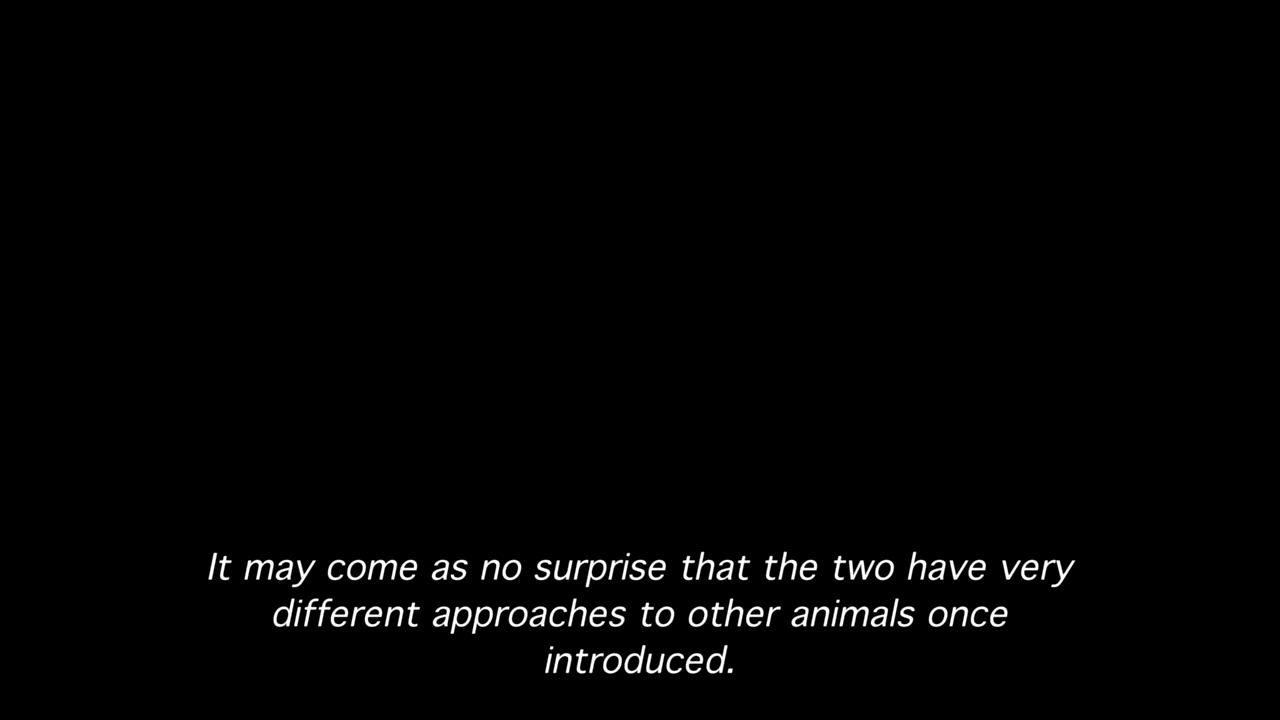 It may come as no surprise that the two have very
different approaches to other animals once
introduced.